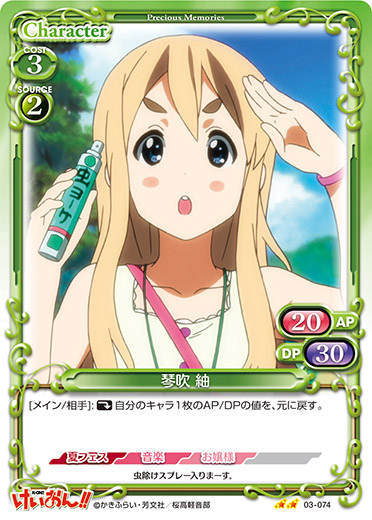 Precious Memories
Character
COST
3
SOURCE
2
虫ヨーケ
20 AP
DP 30
琴吹 紬
[メイン/相手]: 自分のキャラ1枚のAP/DPの値を、元に戻す。
夏フェス 音楽 お嬢様
虫除けスプレー入りまーす。
K-ON!!
けいおん!!
©かきふらい・芳文社/桜高軽音部
03-074